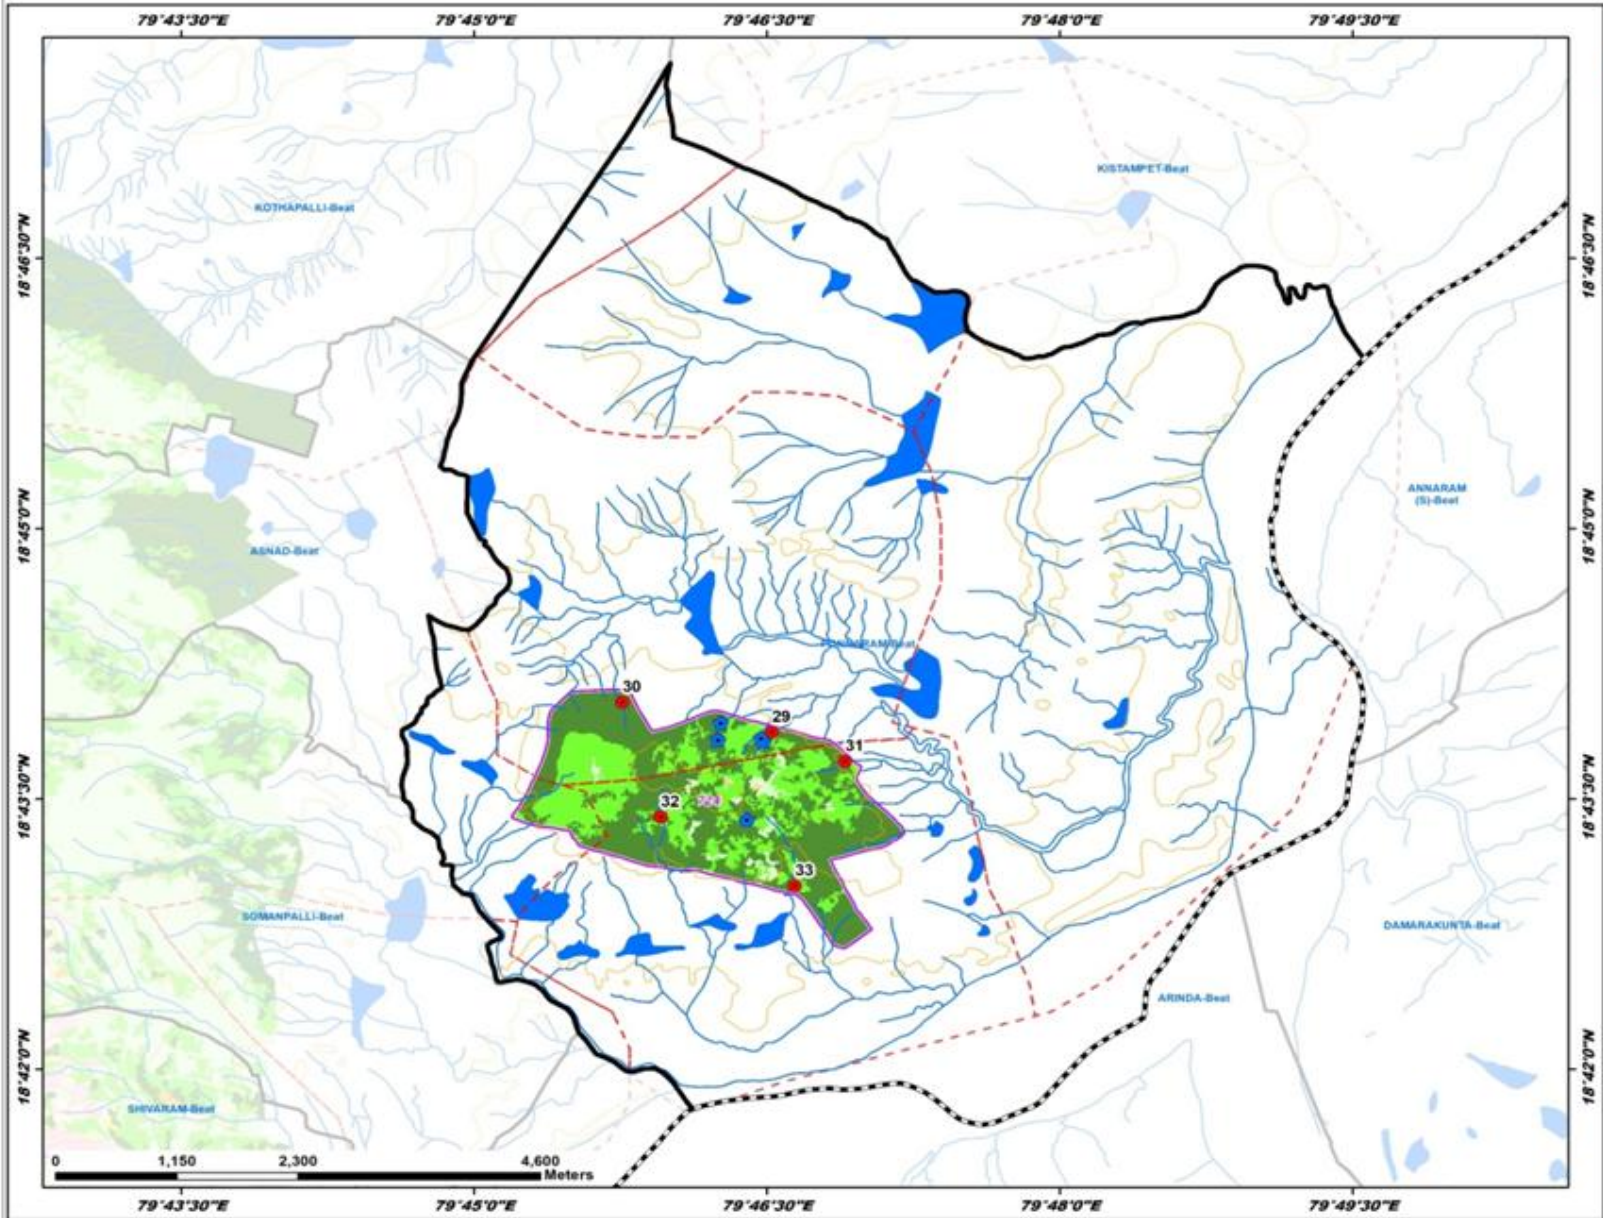 79°43'30"E 79°45'0"E 79°46'30"E 79°48'0"E 79°49'30"E
KISTAMPET-Beat
KOTHAPALLI-Beat
18°46'30"N 18°46'30"N
ANNARAM
(S)-Beat
18°45'0"N 18°45'0"N
ASNAD-Beat
30
29
31
18°43'30"N 18°43'30"N
32
33
SOMANPALLI-Beat
DAMARAKUNTA-Beat
ARINDA-Beat
18°42'0"N 18°42'0"N
SHIVARAM-Beat
0 1,150 2,300 4,600
Meters
79°43'30"E 79°45'0"E 79°46'30"E 79°48'0"E 79°49'30"E